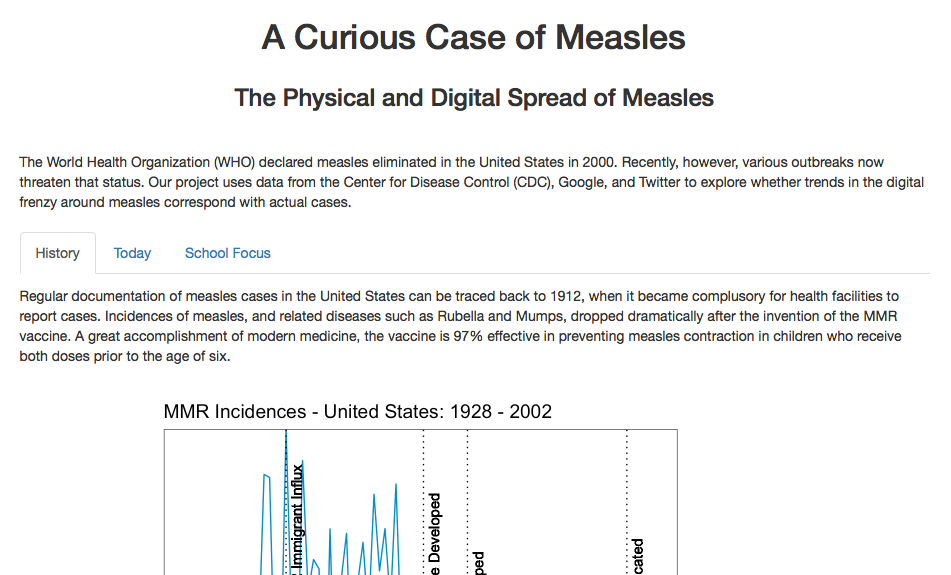 A Curious Case of Measles
The Physical and Digital Spread of Measles
The World Health Organization (WHO) declared measles eliminated in the United States in 2000. Recently, however, various outbreaks now
threaten that status. Our project uses data from the Center for Disease Control (CDC), Google, and Twitter to explore whether trends in the digital
frenzy around measles correspond with actual cases.
History Today School Focus
Regular documentation of measles cases in the United States can be traced back to 1912, when it became complusory for health facilities to
report cases. Incidences of measles, and related diseases such as Rubella and Mumps, dropped dramatically after the invention of the MMR
vaccine. A great accomplishment of modern medicine, the vaccine is 97% effective in preventing measles contraction in children who receive
both doses prior to the age of six.
MMR Incidences - United States: 1928 - 2002
Immigrant Influx
Developed